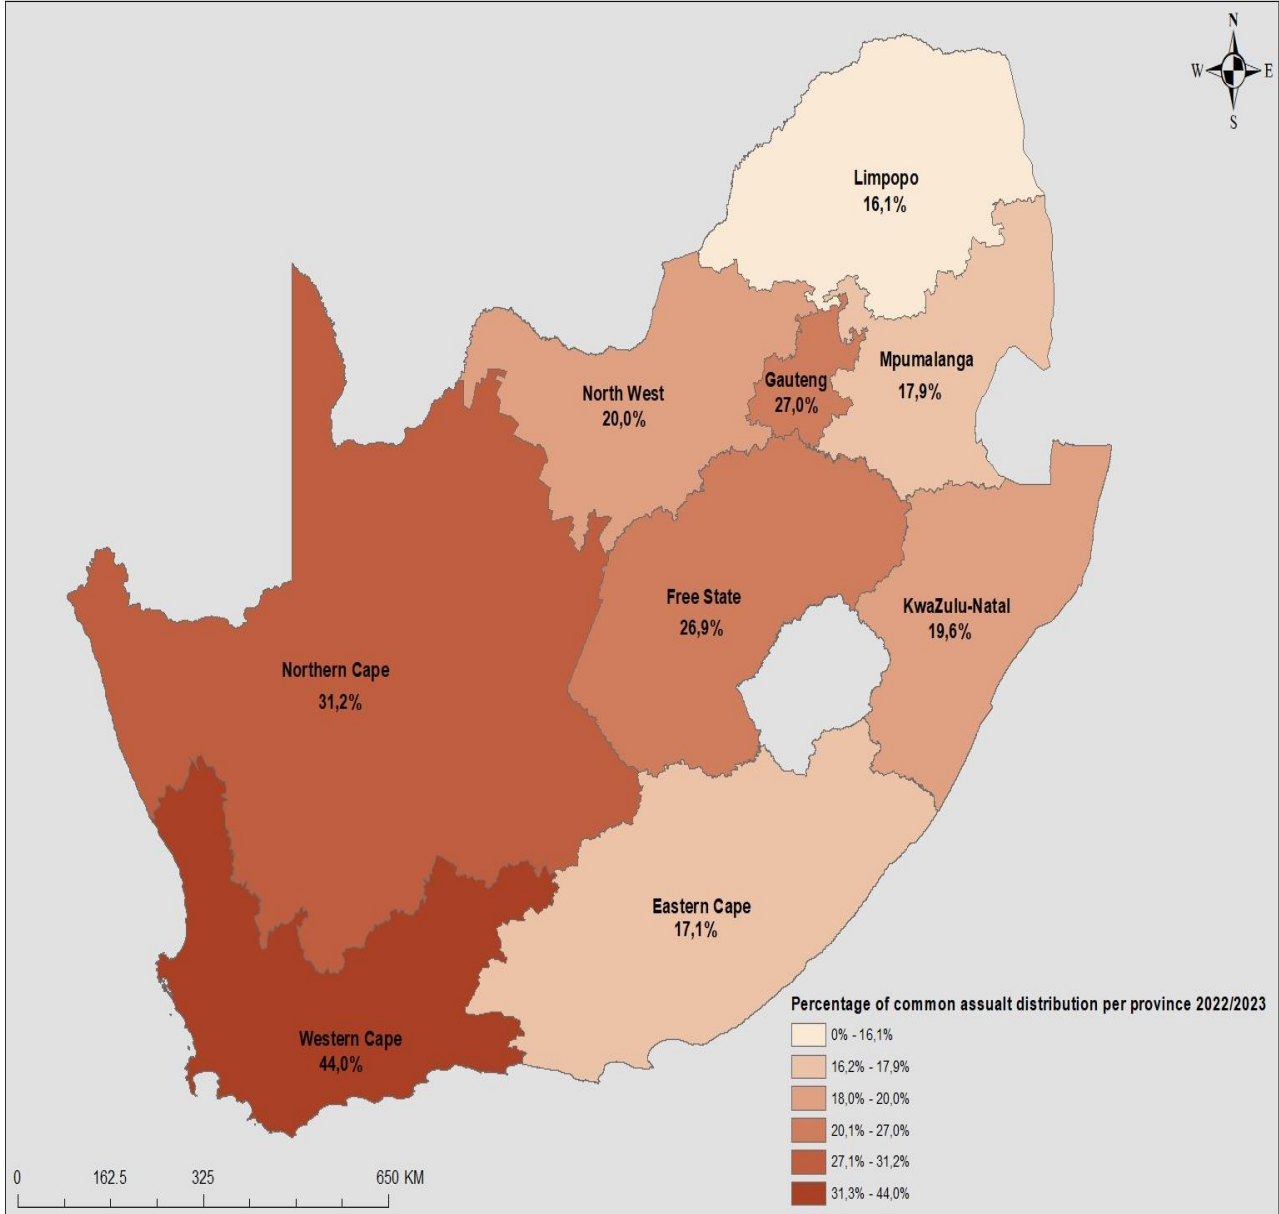 N
W E
S
Limpopo
16,1%
Mpumalanga
17,9%
Gauteng
27,0%
North West
20,0%
Free State
26,9%
KwaZulu-Natal
19,6%
Northern Cape
31,2%
Eastern Cape
17,1%
Western Cape
44,0%
Percentage of common assualt distribution per province 2022/2023
0% - 16,1%
16,2% - 17,9%
18,0% - 20,0%
20,1% - 27,0%
27,1% - 31,2%
31,3% - 44,0%
0 162.5 325 650 KM